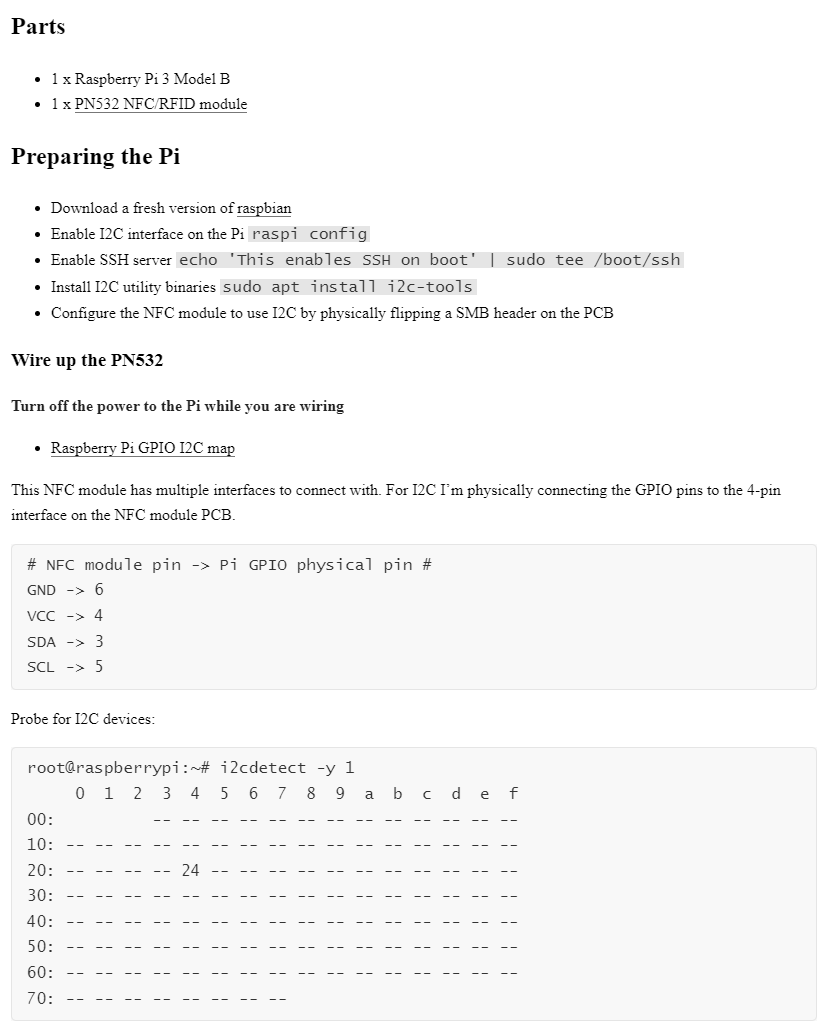 Parts
• 1 x Raspberry Pi 3 Model B
• 1 x PN532 NFC/RFID module
Preparing the Pi
• Download a fresh version of raspbian
• Enable I2C interface on the Pi raspi config
• Enable SSH server echo 'This enables SSH on boot' | sudo tee /boot/ssh
• Install I2C utility binaries sudo apt install i2c-tools
• Configure the NFC module to use I2C by physically flipping a SMB header on the PCB
Wire up the PN532
Turn off the power to the Pi while you are wiring
• Raspberry Pi GPIO I2C map
This NFC module has multiple interfaces to connect with. For I2C I’m physically connecting the GPIO pins to the 4-pin
interface on the NFC module PCB.
# NFC module pin -> Pi GPIO physical pin #
GND -> 6
VCC -> 4
SDA -> 3
SCL -> 5
Probe for I2C devices:
root@raspberrypi:~# i2cdetect -y 1
     0  1  2  3  4  5  6  7  8  9  a  b  c  d  e  f
00:          -- -- -- -- -- -- -- -- -- -- -- -- --
10: -- -- -- -- -- -- -- -- -- -- -- -- -- -- -- --
20: -- -- -- -- 24 -- -- -- -- -- -- -- -- -- -- --
30: -- -- -- -- -- -- -- -- -- -- -- -- -- -- -- --
40: -- -- -- -- -- -- -- -- -- -- -- -- -- -- -- --
50: -- -- -- -- -- -- -- -- -- -- -- -- -- -- -- --
60: -- -- -- -- -- -- -- -- -- -- -- -- -- -- -- --
70: -- -- -- -- -- -- -- --